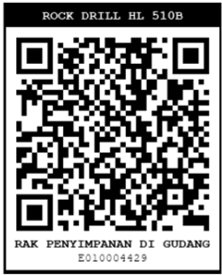 ROCK DRILL HL 510B
RAK PENYIMPANAN DI GUDANG
E010004429